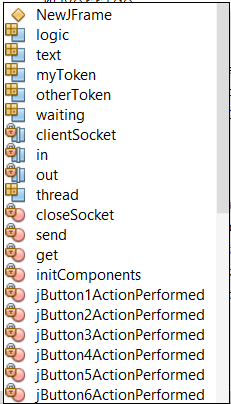 NewJFrame
logic
text
myToken
otherToken
waiting
clientSocket
in
out
thread
closeSocket
send
get
initComponents
jButton1ActionPerformed
jButton2ActionPerformed
jButton3ActionPerformed
jButton4ActionPerformed
jButton5ActionPerformed
jButton6ActionPerformed